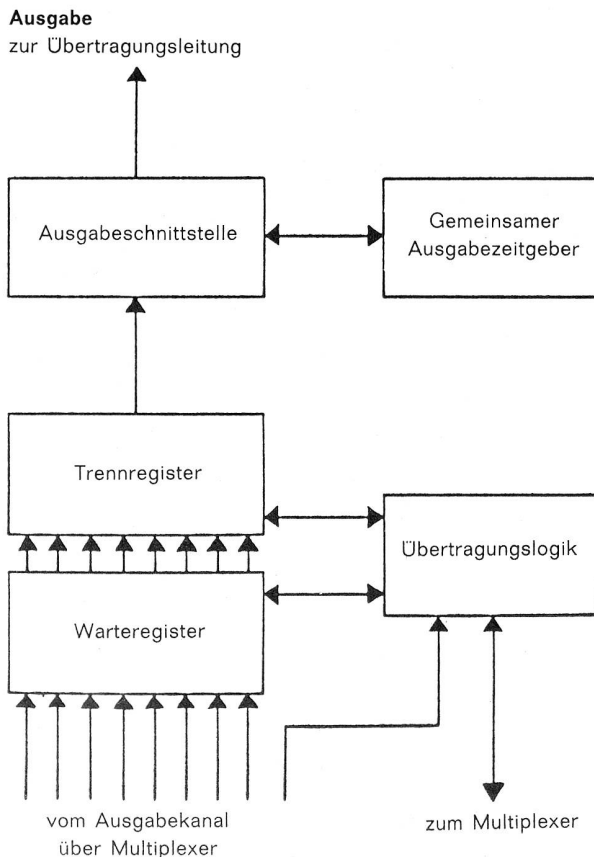 Ausgabe
zur Übertragungsleitung
Ausgabeschnittstelle
Gemeinsamer
Ausgabezeitgeber
Trennregister
Übertragungslogik
Warteregister
vom Ausgabekanal
über Multiplexer
zum Multiplexer